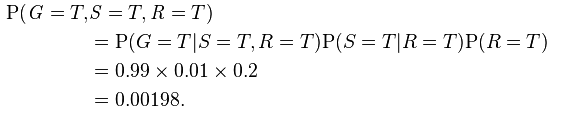 P(G = T,S = T, R = T)
= P(G = T|S = T, R = T)P(S = T|R = T)P(R = T)
= 0.99 × 0.01 × 0.2
= 0.00198.